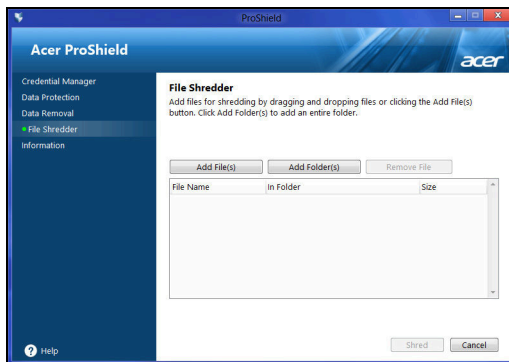 ProShield
Acer ProShield
acer
Credential Manager
Data Protection
Data Removal
File Shredder
Information
File Shredder
Add files for shredding by dragging and dropping files or clicking the Add File(s)
button. Click Add Folder(s) to add an entire folder.
Add File(s) Add Folder(s) Remove File
File Name In Folder Size
Shred Cancel
? Help